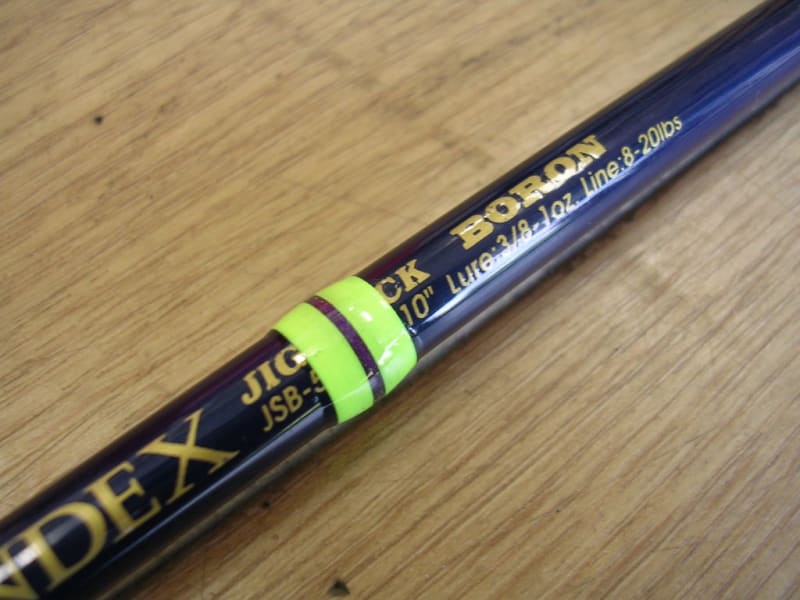 NDEX JIG CK BORON
JSB-5 10" Lure:3/8-1oz. Line:8-20lbs